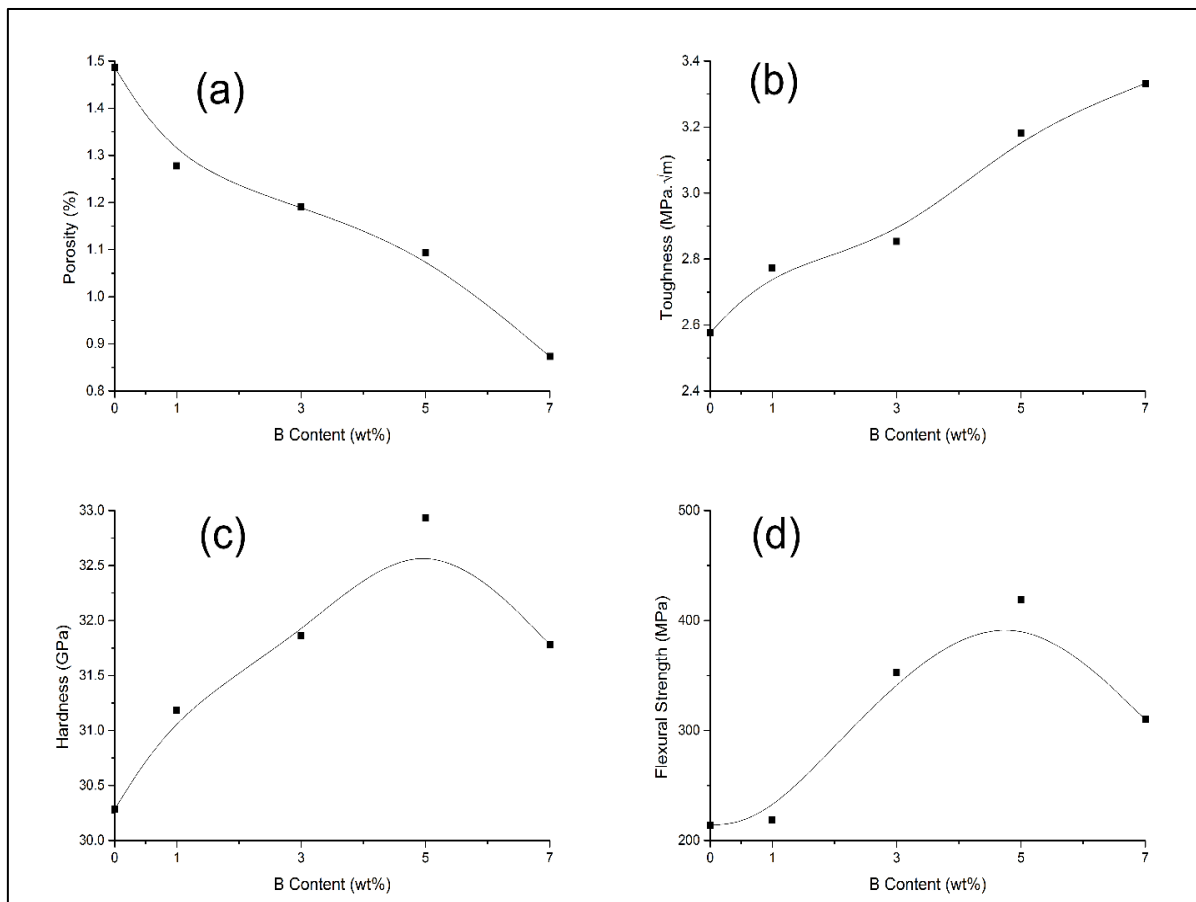 (a)
1.5
1.4
1.3
1.2
1.1
1.0
0.9
0.8
Porosity (%)
0 1 3 5 7
B Content (wt%)
(b)
3.4
3.2
3.0
2.8
2.6
2.4
Toughness (MPa.√m)
0 1 3 5 7
B Content (wt%)
(c)
33.0
32.5
32.0
31.5
31.0
30.5
30.0
Hardness (GPa)
0 1 3 5 7
B Content (wt%)
(d)
500
400
300
200
Flexural Strength (MPa)
0 1 3 5 7
B Content (wt%)